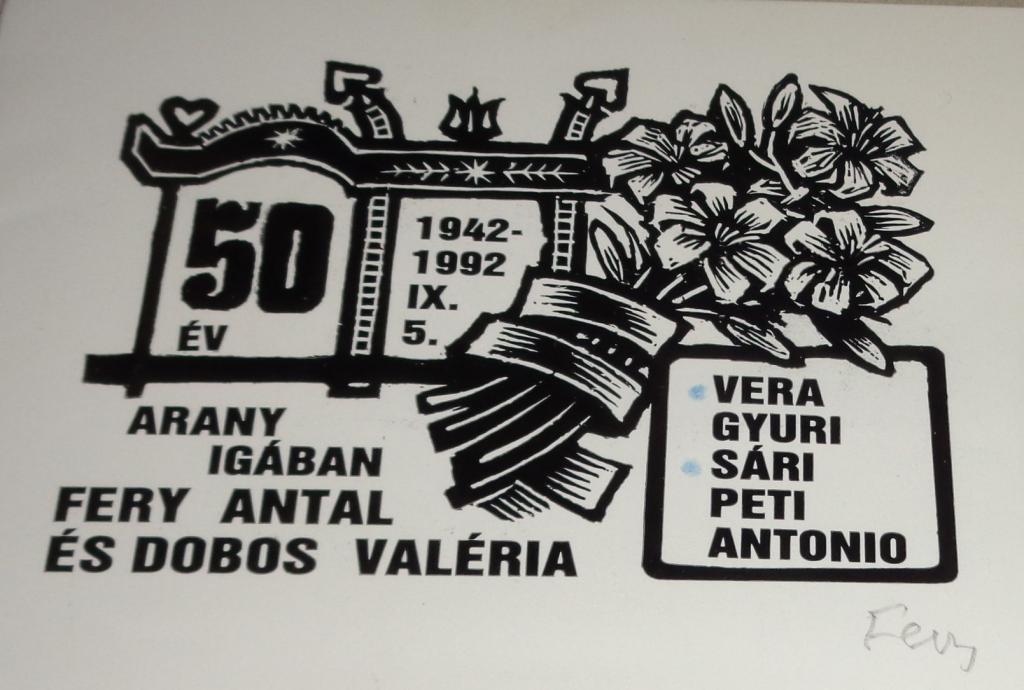 50
ÉV
1942-
1992
IX.
5.
ARANY
IGÁBAN
FERY ANTAL
ÉS DOBOS VALÉRIA
VERA
GYURI
SÁRI
PETI
ANTONIO
Fery